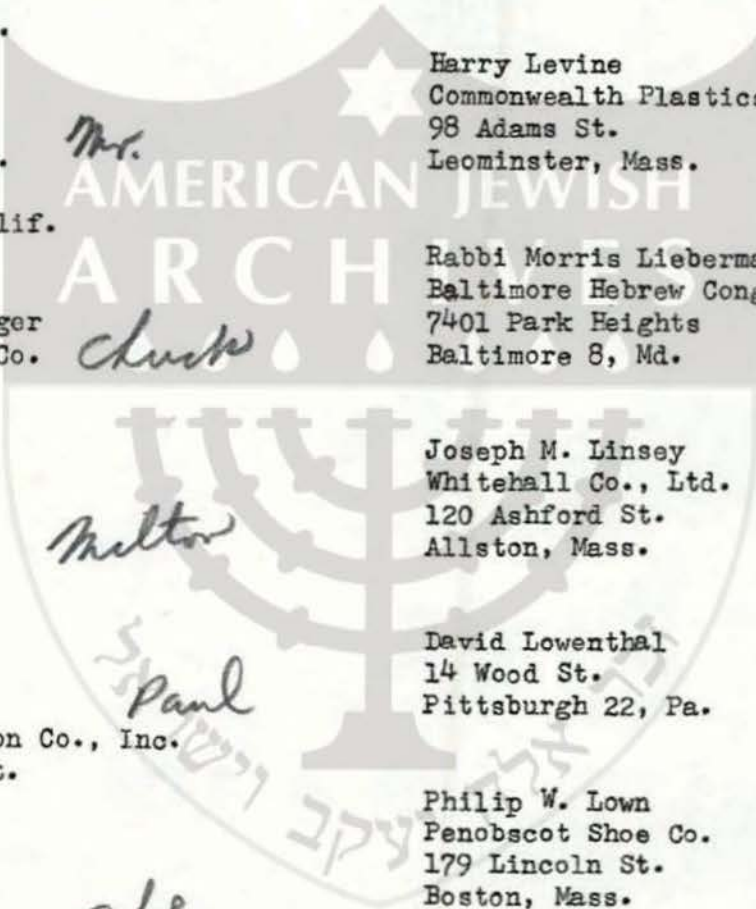 Mr.
lif.
ger
Co.
Chuck
Milton
Paul
on Co., Inc.
Harry Levine
Commonwealth Plastics
98 Adams St.
Leominster, Mass.
Rabbi Morris Lieberma
Baltimore Hebrew Cong
7401 Park Heights
Baltimore 8, Md.
Joseph M. Linsey
Whitehall Co., Ltd.
120 Ashford St.
Allston, Mass.
David Lowenthal
14 Wood St.
Pittsburgh 22, Pa.
Philip W. Lown
Penobscot Shoe Co.
179 Lincoln St.
Boston, Mass.
AMERICAN JEWISH
ARCHIVES